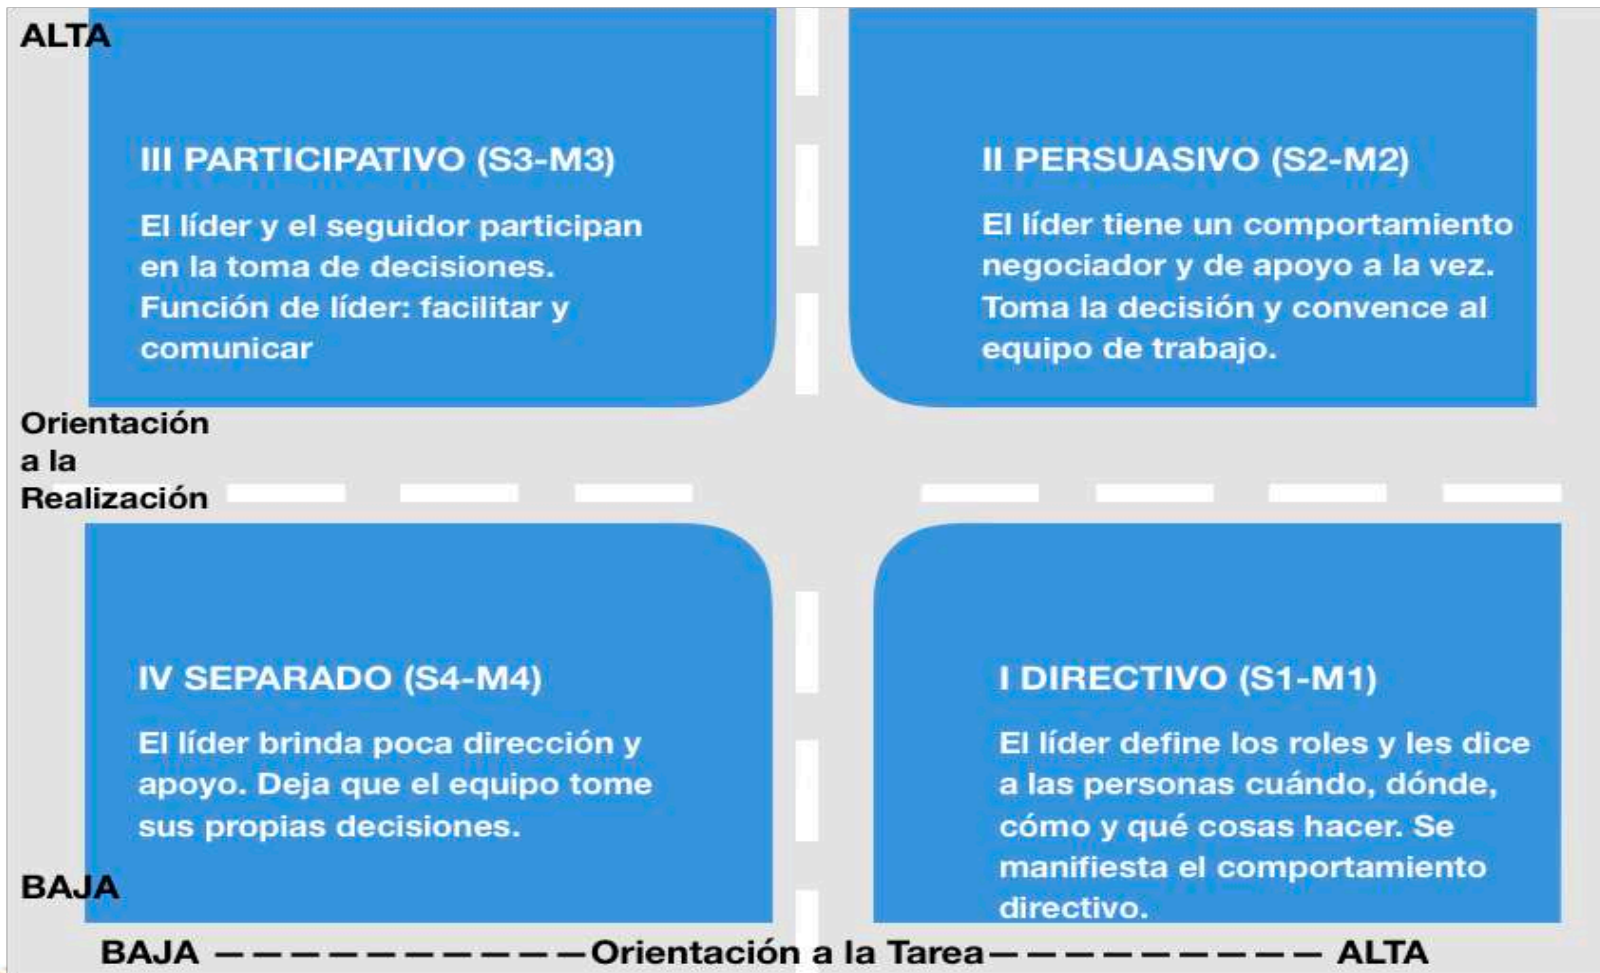 ALTA
III PARTICIPATIVO (S3-M3)
El líder y el seguidor participan
en la toma de decisiones.
Función de líder: facilitar y
comunicar
II PERSUASIVO (S2-M2)
El líder tiene un comportamiento
negociador y de apoyo a la vez.
Toma la decisión y convence al
equipo de trabajo.
Orientación
a la
Realización
IV SEPARADO (S4-M4)
El líder brinda poca dirección y
apoyo. Deja que el equipo tome
sus propias decisiones.
I DIRECTIVO (S1-M1)
El líder define los roles y les dice
a las personas cuándo, dónde,
cómo y qué cosas hacer. Se
manifiesta el comportamiento
directivo.
BAJA
BAJA ———————————Orientación a la Tarea—————————— ALTA